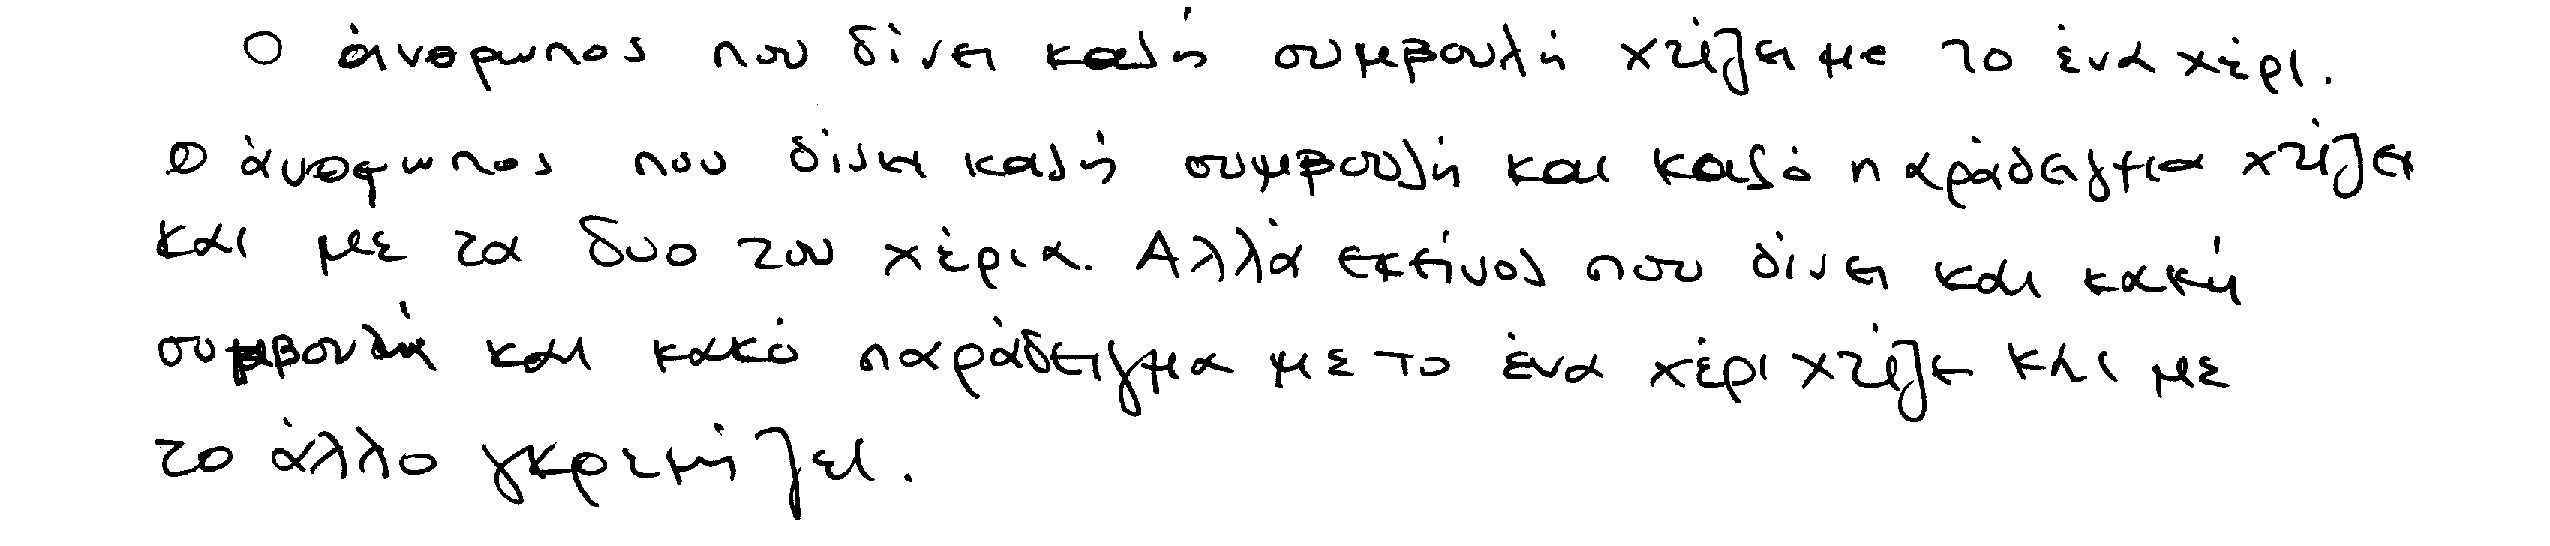 Ο άνθρωπος που δίνει καλή συμβουλή χτίζει με το ένα χέρι.
Ο άνθρωπος που δίνει καλή συμβουλή και καλό παράδειγμα χτίζει
και με τα δυο του χέρια. Αλλά εκείνος που δίνει και κακή
συμβουλή και κακό παράδειγμα με το ένα χέρι χτίζει και με
το άλλο γκρεμίζει.